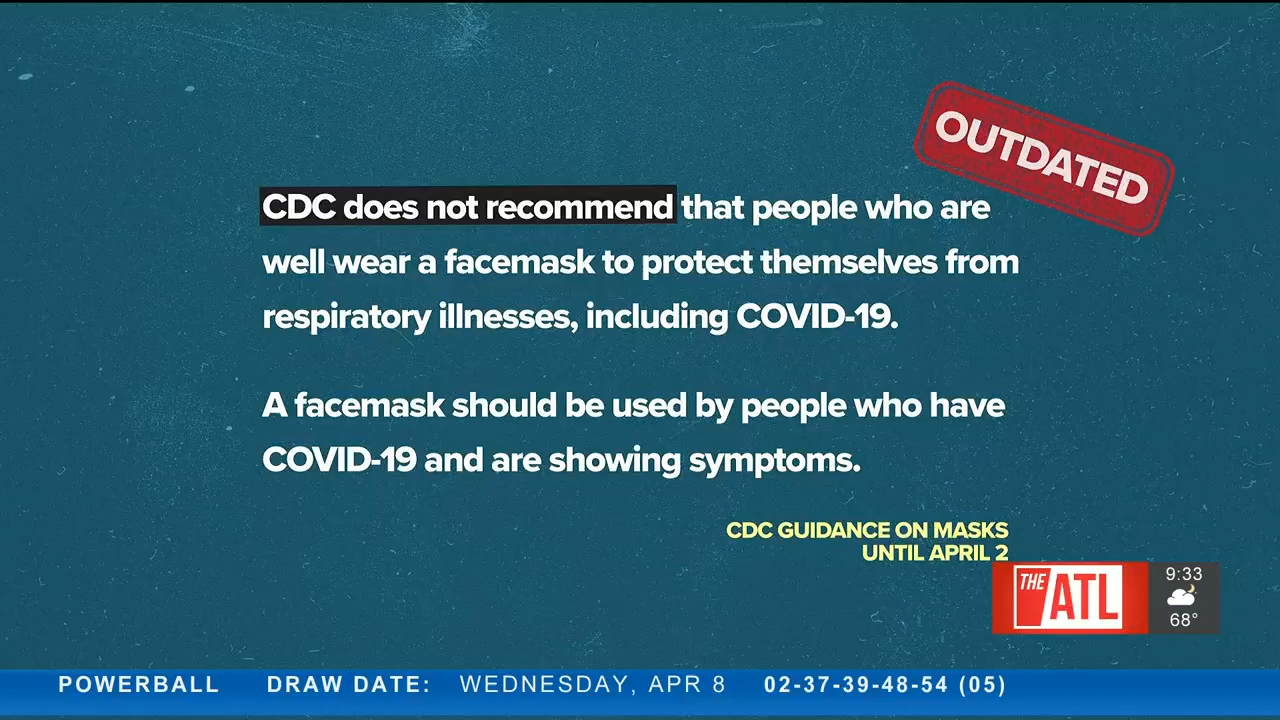 OUTDATED
CDC does not recommend that people who are
well wear a facemask to protect themselves from
respiratory illnesses, including COVID-19.
A facemask should be used by people who have
COVID-19 and are showing symptoms.
CDC GUIDANCE ON MASKS
UNTIL APRIL 2
THE ATL
9:33
68°
POWERBALL DRAW DATE: WEDNESDAY, APR 8 02-37-39-48-54 (05)